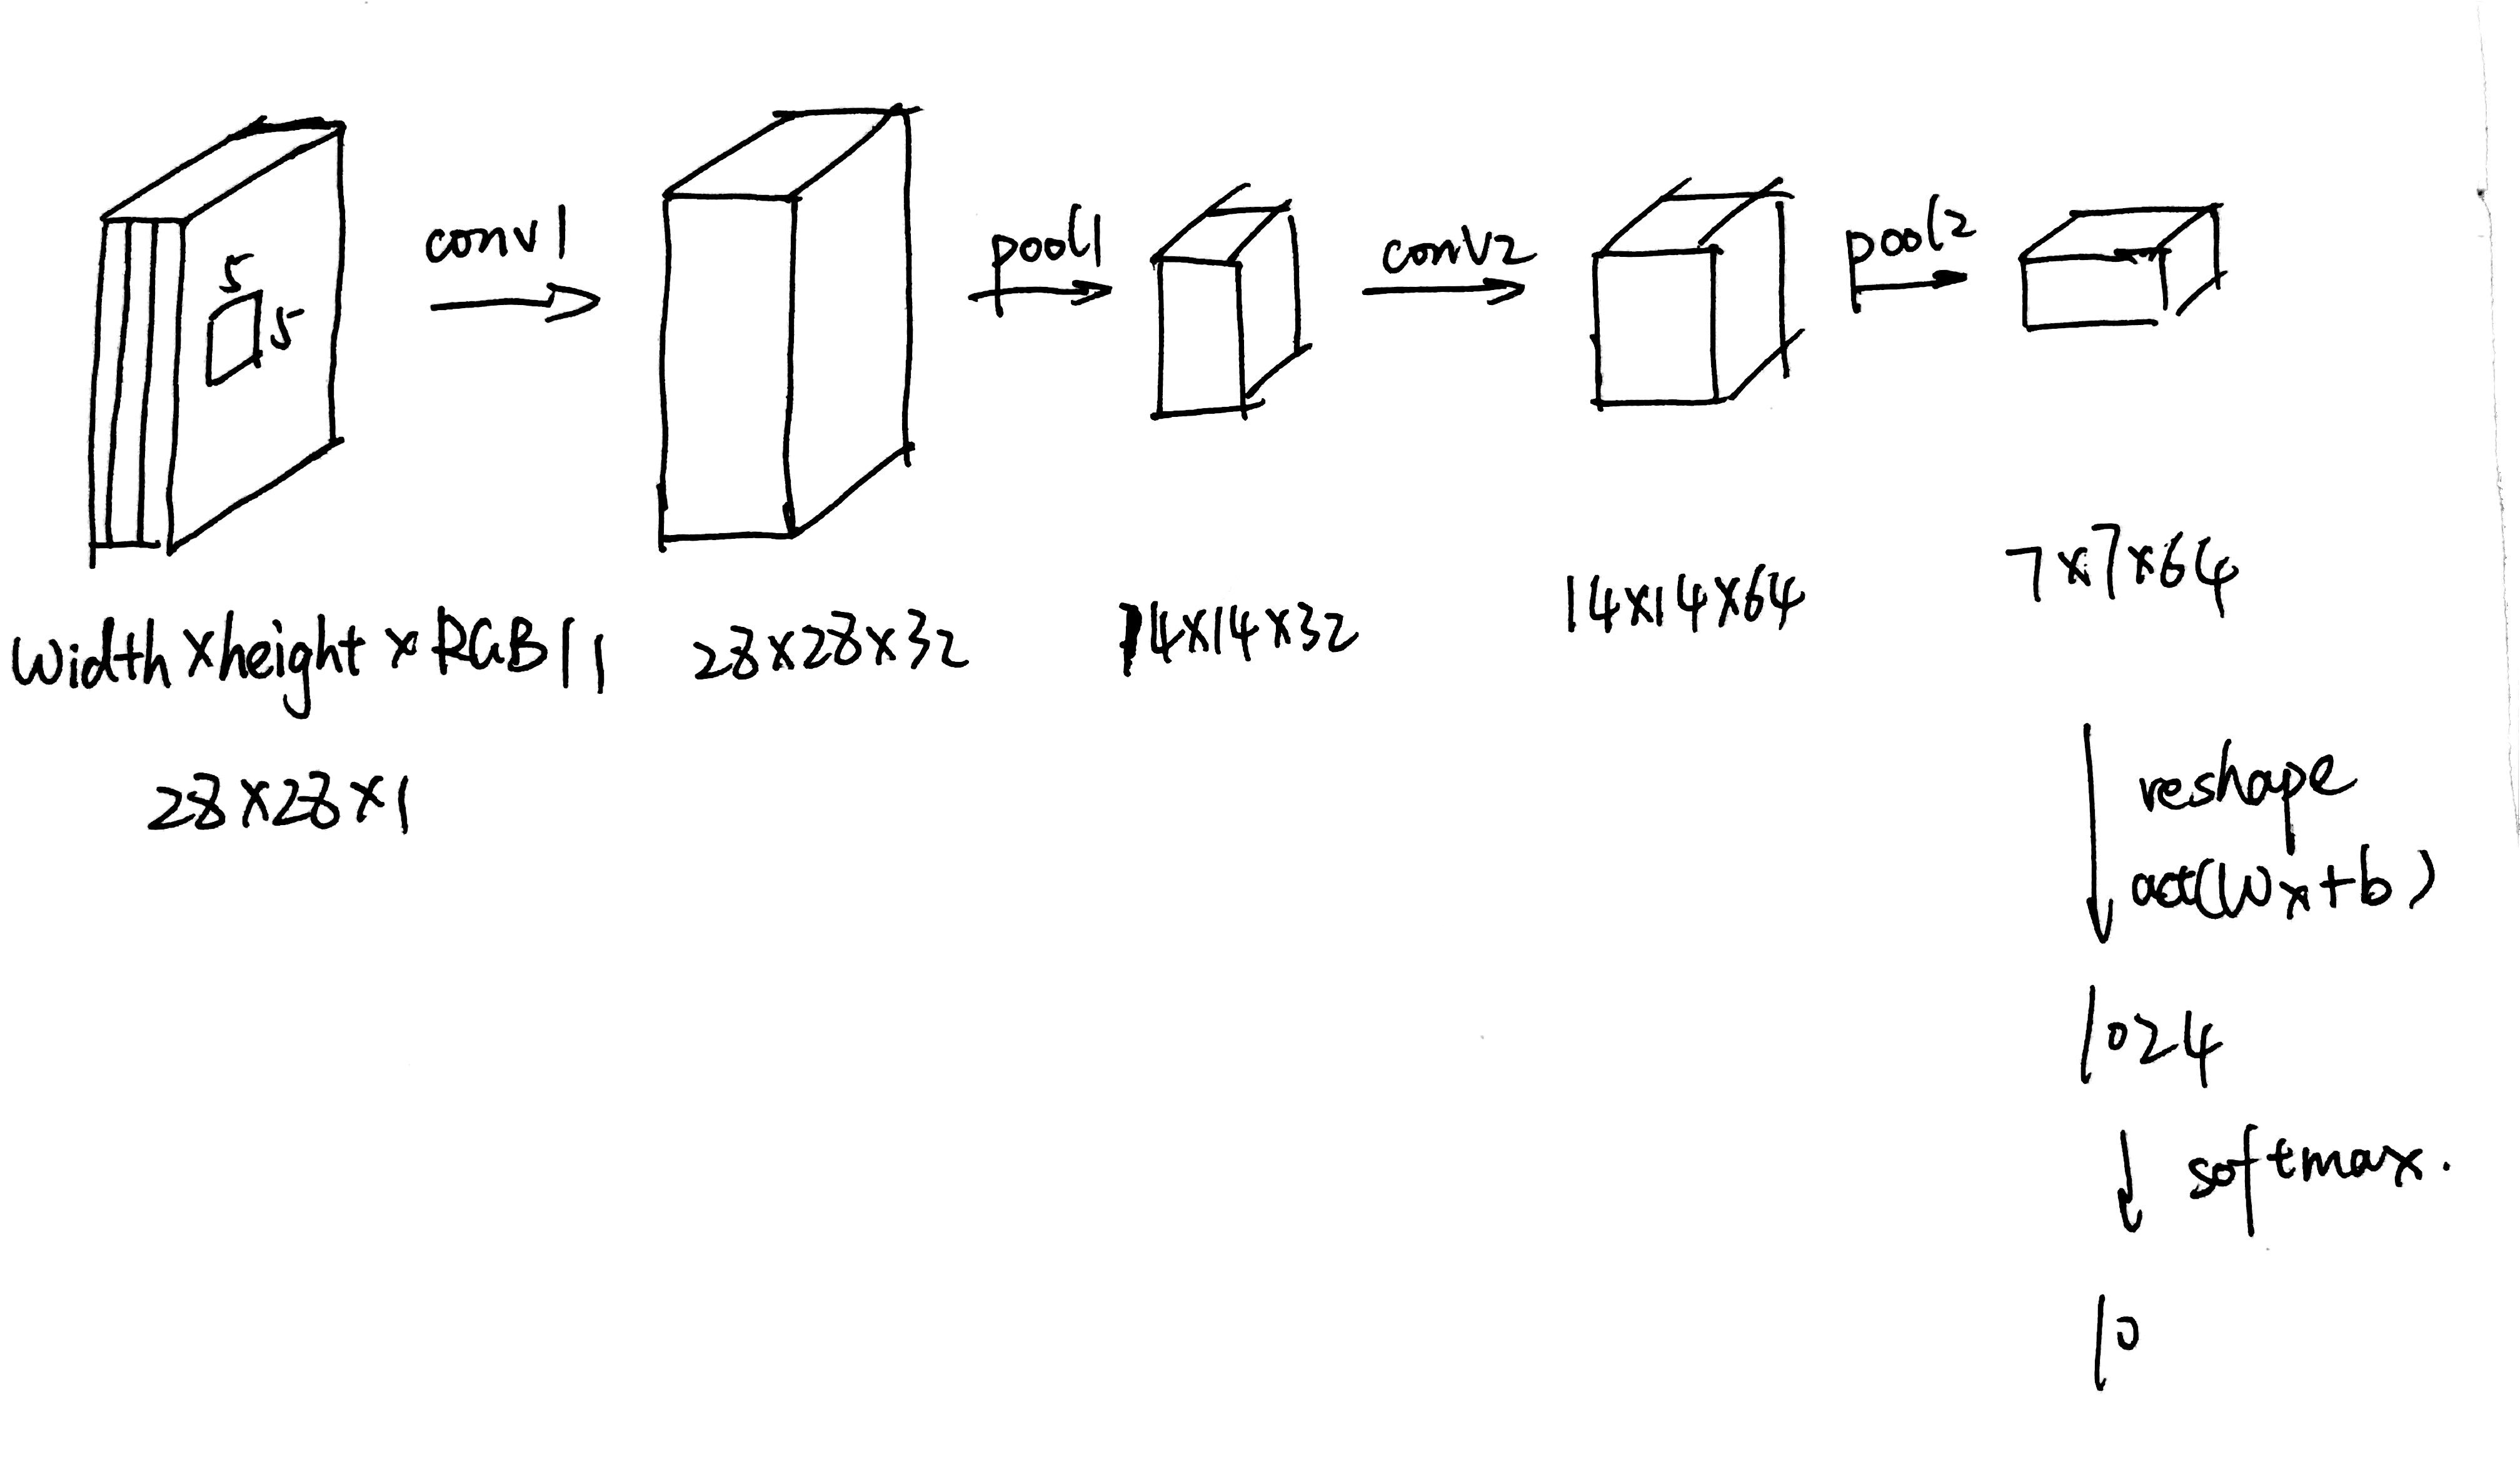 5
5
conv1
pool1
conv2
pool2
width x height x RGB | 1
28x28x1
28x28x32
14x14x32
14x14x64
7x7x64
reshape
act(Wx+b)
1024
softmax.
10